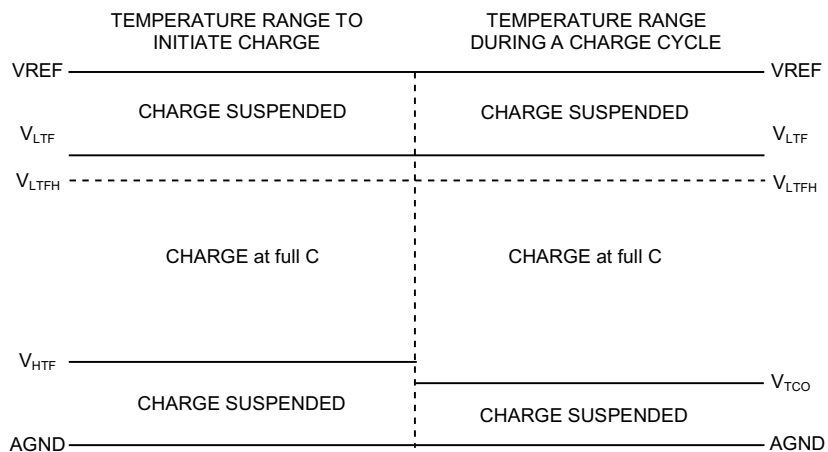 TEMPERATURE RANGE TO
INITIATE CHARGE
TEMPERATURE RANGE
DURING A CHARGE CYCLE
VREF
VREF
CHARGE SUSPENDED
CHARGE SUSPENDED
VLTF
VLTF
VLTFH
VLTFH
CHARGE at full C
CHARGE at full C
VHTF
VTCO
CHARGE SUSPENDED
CHARGE SUSPENDED
AGND
AGND